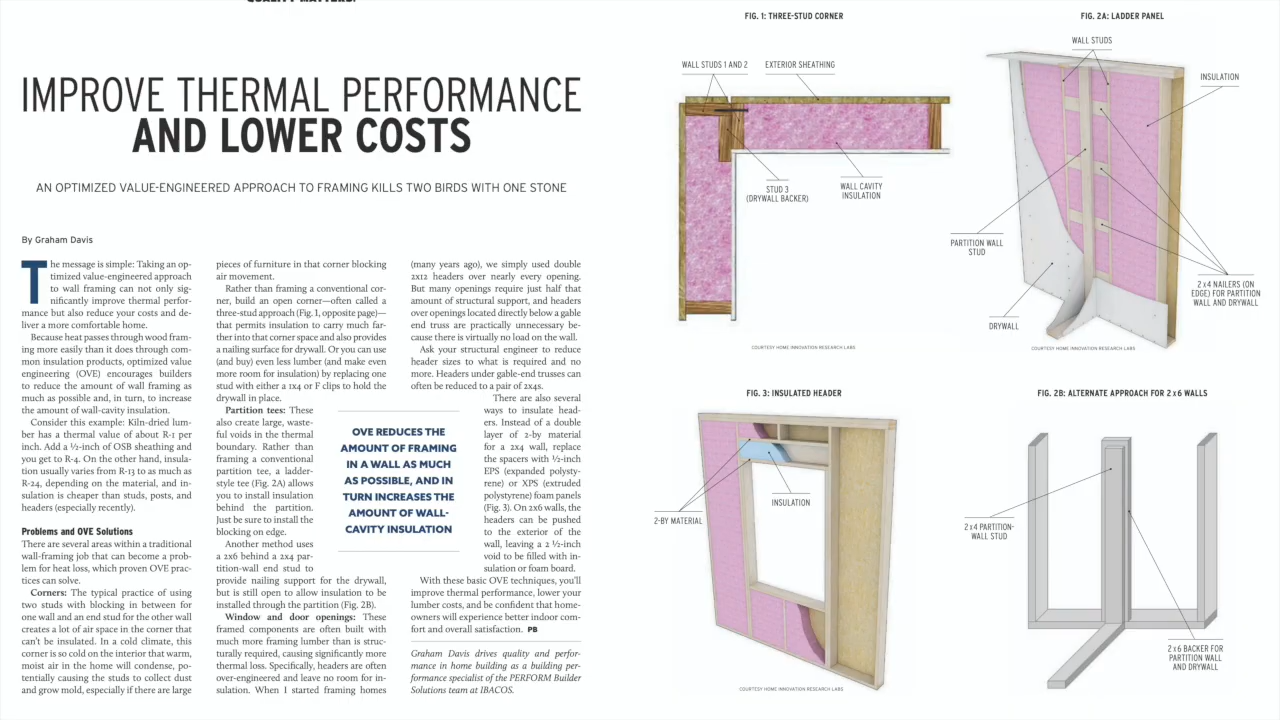 QUALITY MATTERS.
IMPROVE THERMAL PERFORMANCE
AND LOWER COSTS
AN OPTIMIZED VALUE-ENGINEERED APPROACH TO FRAMING KILLS TWO BIRDS WITH ONE STONE
By Graham Davis
The message is simple: Taking an op-
timized value-engineered approach
to wall framing can not only sig-
nificantly improve thermal perfor-
mance but also reduce your costs and de-
liver a more comfortable home.
Because heat passes through wood fram-
ing more easily than it does through com-
mon insulation products, optimized value
engineering (OVE) encourages builders
to reduce the amount of wall framing as
much as possible and, in turn, to increase
the amount of wall-cavity insulation.
Consider this example: Kiln-dried lum-
ber has a thermal value of about R-1 per
inch. Add a ½-inch of OSB sheathing and
you get to R-4. On the other hand, insula-
tion usually varies from R-13 to as much as
R-24, depending on the material, and in-
sulation is cheaper than studs, posts, and
headers (especially recently).
Problems and OVE Solutions
There are several areas within a traditional
wall-framing job that can become a prob-
lem for heat loss, which proven OVE prac-
tices can solve.
Corners: The typical practice of using
two studs with blocking in between for
one wall and an end stud for the other wall
creates a lot of air space in the corner that
can't be insulated. In a cold climate, this
corner is so cold on the interior that warm,
moist air in the home will condense, po-
tentially causing the studs to collect dust
and grow mold, especially if there are large
pieces of furniture in that corner blocking
air movement.
Rather than framing a conventional cor-
ner, build an open corner—often called a
three-stud approach (Fig. 1, opposite page)—
that permits insulation to carry much far-
ther into that corner space and also provides
a nailing surface for drywall. Or you can use
(and buy) even less lumber (and make even
more room for insulation) by replacing one
stud with either a 1x4 or F clips to hold the
drywall in place.
Partition tees: These
also create large, waste-
ful voids in the thermal
boundary. Rather than
framing a conventional
partition tee, a ladder-
style tee (Fig. 2A) allows
you to install insulation
behind the partition.
Just be sure to install the
blocking on edge.
Another method uses
a 2x6 behind a 2x4 par-
tition-wall end stud to
provide nailing support for the drywall,
but is still open to allow insulation to be
installed through the partition (Fig. 2B).
Window and door openings: These
framed components are often built with
much more framing lumber than is struc-
turally required, causing significantly more
thermal loss. Specifically, headers are often
over-engineered and leave no room for in-
sulation. When I started framing homes
OVE REDUCES THE
AMOUNT OF FRAMING
IN A WALL AS MUCH
AS POSSIBLE, AND IN
TURN INCREASES THE
AMOUNT OF WALL-
CAVITY INSULATION
(many years ago), we simply used double
2x12 headers over nearly every opening.
But many openings require just half that
amount of structural support, and headers
over openings located directly below a gable
end truss are practically unnecessary be-
cause there is virtually no load on the wall.
Ask your structural engineer to reduce
header sizes to what is required and no
more. Headers under gable-end trusses can
often be reduced to a pair of 2x4s.
There are also several
ways to insulate head-
ers. Instead of a double
layer of 2-by material
for a 2x4 wall, replace
the spacers with ½-inch
EPS (expanded polysty-
rene) or XPS (extruded
polystyrene) foam panels
(Fig. 3). On 2x6 walls, the
headers can be pushed
to the exterior of the
wall, leaving a 2 ½-inch
void to be filled with in-
sulation or foam board.
With these basic OVE techniques, you'll
improve thermal performance, lower your
lumber costs, and be confident that home-
owners will experience better indoor com-
fort and overall satisfaction. PB
Graham Davis drives quality and perfor-
mance in home building as a building per-
formance specialist of the PERFORM Builder
Solutions team at IBACOS.
FIG. 1: THREE-STUD CORNER
WALL STUDS 1 AND 2
EXTERIOR SHEATHING
STUD 3
(DRYWALL BACKER)
WALL CAVITY
INSULATION
COURTESY HOME INNOVATION RESEARCH LABS
FIG. 2A: LADDER PANEL
WALL STUDS
INSULATION
PARTITION WALL
STUD
DRYWALL
2 x 4 NAILERS (ON
EDGE) FOR PARTITION
WALL AND DRYWALL
COURTESY HOME INNOVATION RESEARCH LABS
FIG. 3: INSULATED HEADER
2-BY MATERIAL
INSULATION
COURTESY HOME INNOVATION RESEARCH LABS
FIG. 2B: ALTERNATE APPROACH FOR 2 x 6 WALLS
2 x 4 PARTITION-
WALL STUD
2 x 6 BACKER FOR
PARTITION WALL
AND DRYWALL